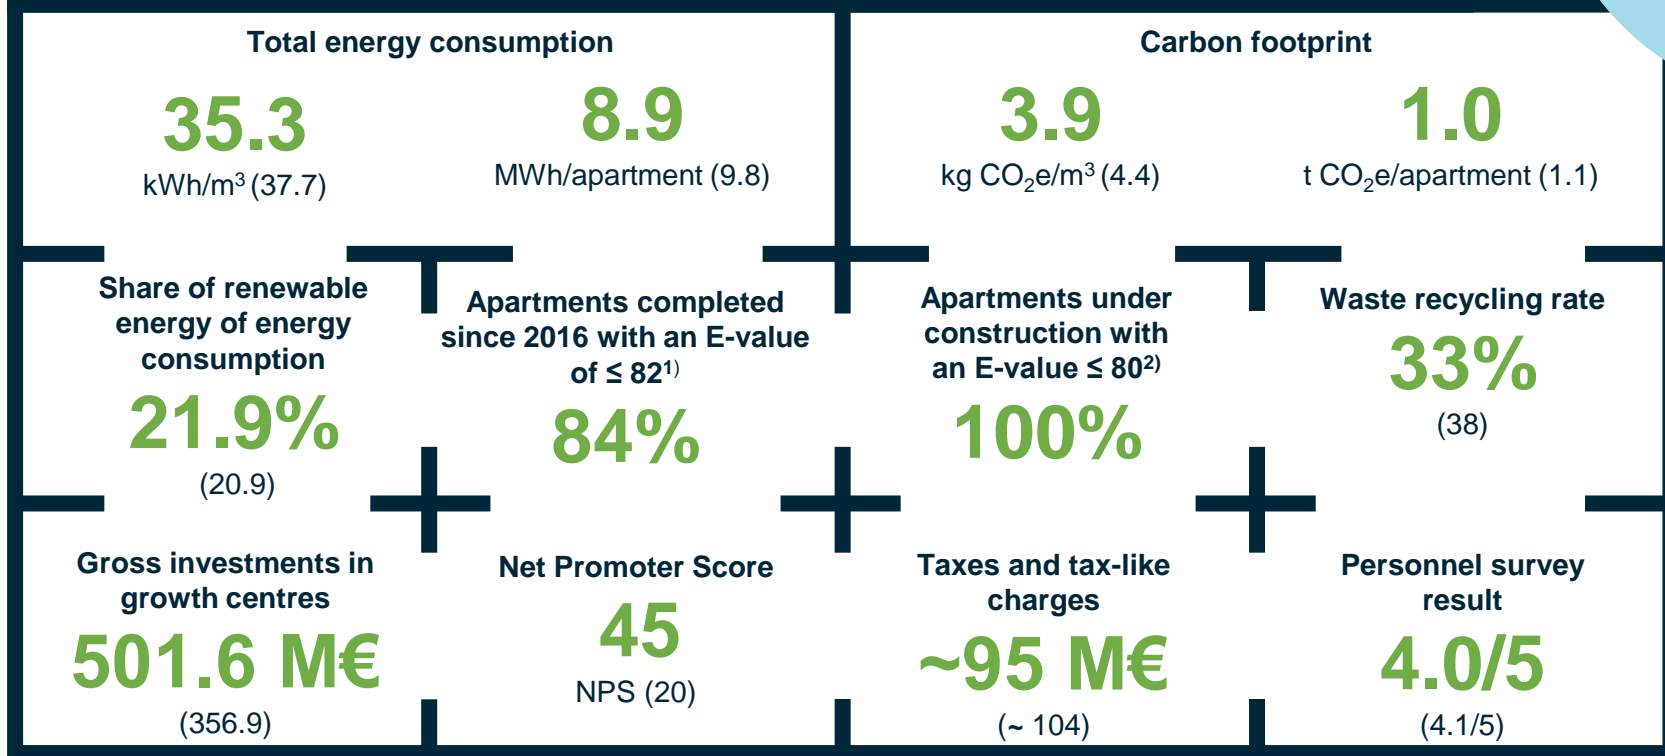 Total energy consumption
35.3
kWh/m³ (37.7)
8.9
MWh/apartment (9.8)
Carbon footprint
3.9
kg CO₂e/m³ (4.4)
1.0
t CO₂e/apartment (1.1)
Share of renewable
energy of energy
consumption
21.9%
(20.9)
Apartments completed
since 2016 with an E-value
of ≤ 82¹⁾
84%
Apartments under
construction with
an E-value ≤ 80²⁾
100%
Waste recycling rate
33%
(38)
Gross investments in
growth centres
501.6 M€
(356.9)
Net Promoter Score
45
NPS (20)
Taxes and tax-like
charges
~95 M€
(~ 104)
Personnel survey
result
4.0/5
(4.1/5)